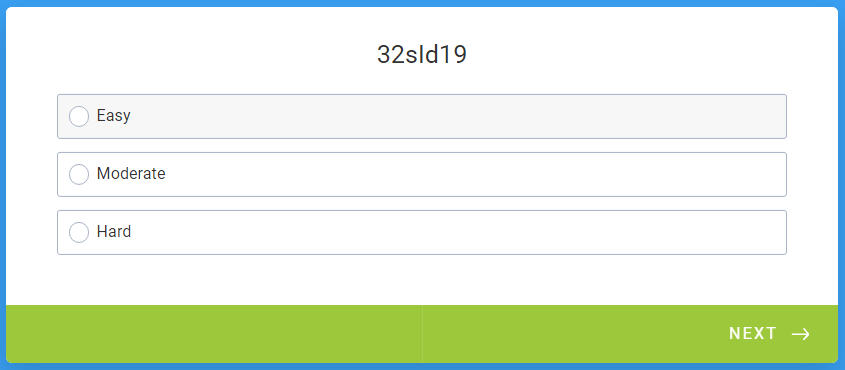 32sld19
Easy
Moderate
Hard
NEXT